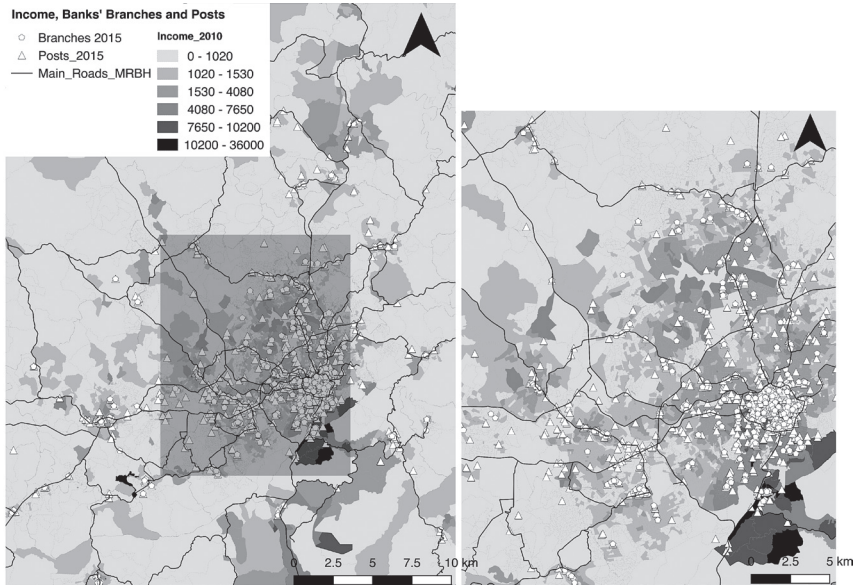 Income, Banks' Branches and Posts
Branches 2015
Posts_2015
Main_Roads_MRBH
Income_2010
0 - 1020
1020 - 1530
1530 - 4080
4080 - 7650
7650 - 10200
10200 - 36000
0 2.5 5 7.5 10 km
0 2.5 5 km